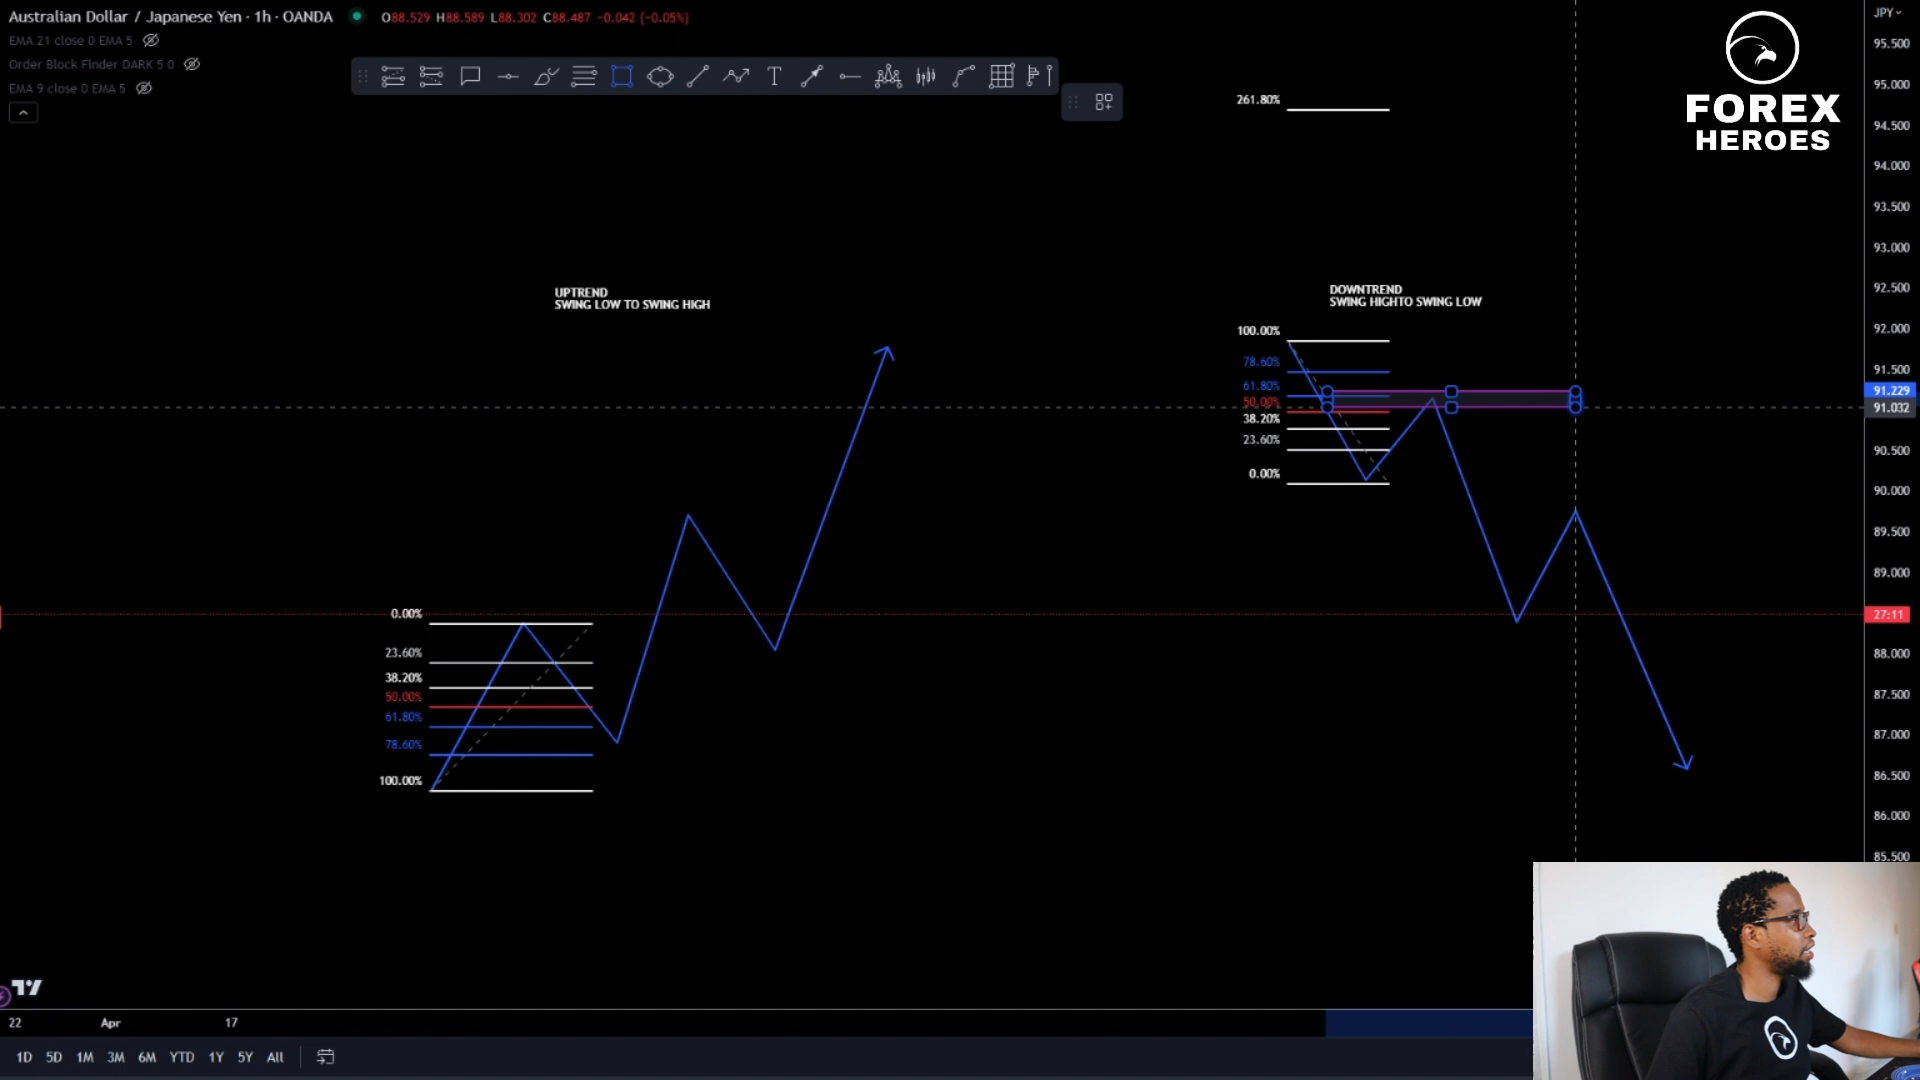 Australian Dollar / Japanese Yen · 1h · OANDA O88.529 H88.589 L88.302 C88.487 −0.042 (−0.05%)
EMA 21 close 0 EMA 5
Order Block Finder DARK 5 0
EMA 9 close 0 EMA 5
FOREX
HEROES
JPY
95.500
95.000
94.500
94.000
93.500
93.000
92.500
92.000
91.500
91.229
91.032
90.500
90.000
89.500
89.000
27:11
88.000
87.500
87.000
86.500
86.000
85.500
261.80%
UPTREND
SWING LOW TO SWING HIGH
DOWNTREND
SWING HIGHTO SWING LOW
100.00%
78.60%
61.80%
50.00%
38.20%
23.60%
0.00%
0.00%
23.60%
38.20%
50.00%
61.80%
78.60%
100.00%
22 Apr 17
1D 5D 1M 3M 6M YTD 1Y 5Y All